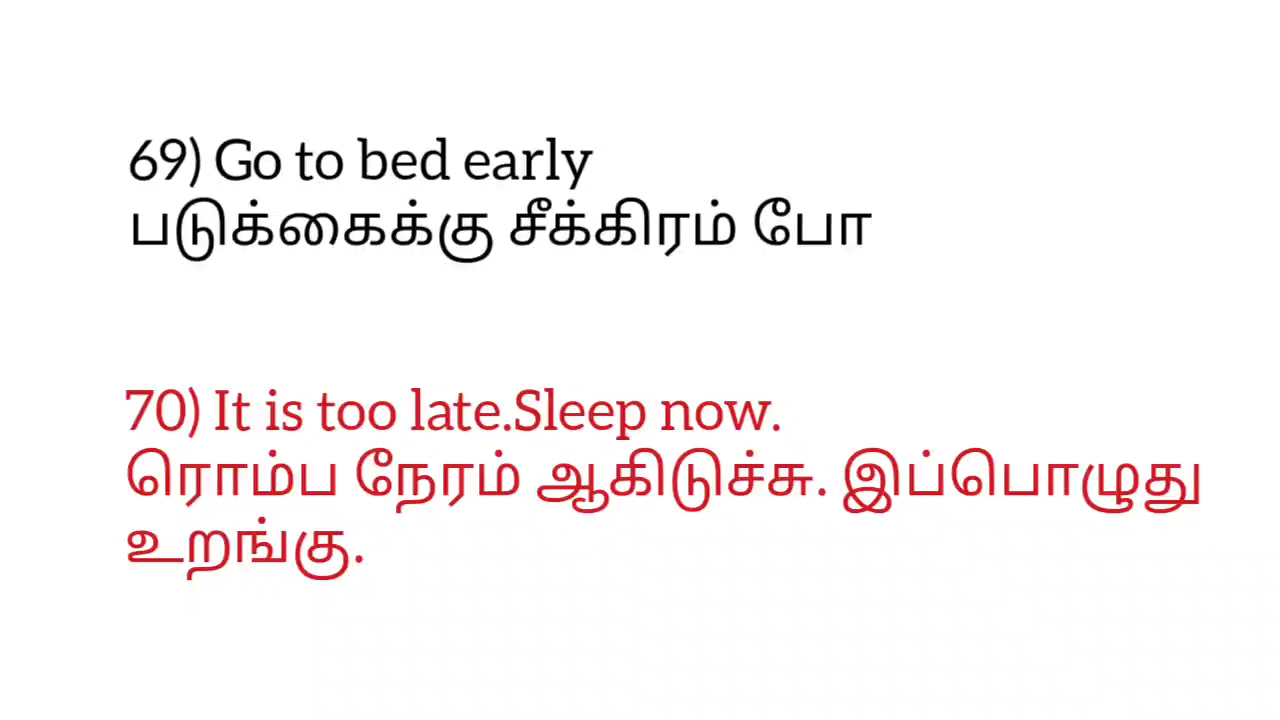 69) Go to bed early
படுக்கைக்கு சீக்கிரம் போ
70) It is too late.Sleep now.
ரொம்ப நேரம் ஆகிடுச்சு. இப்பொழுது
உறங்கு.